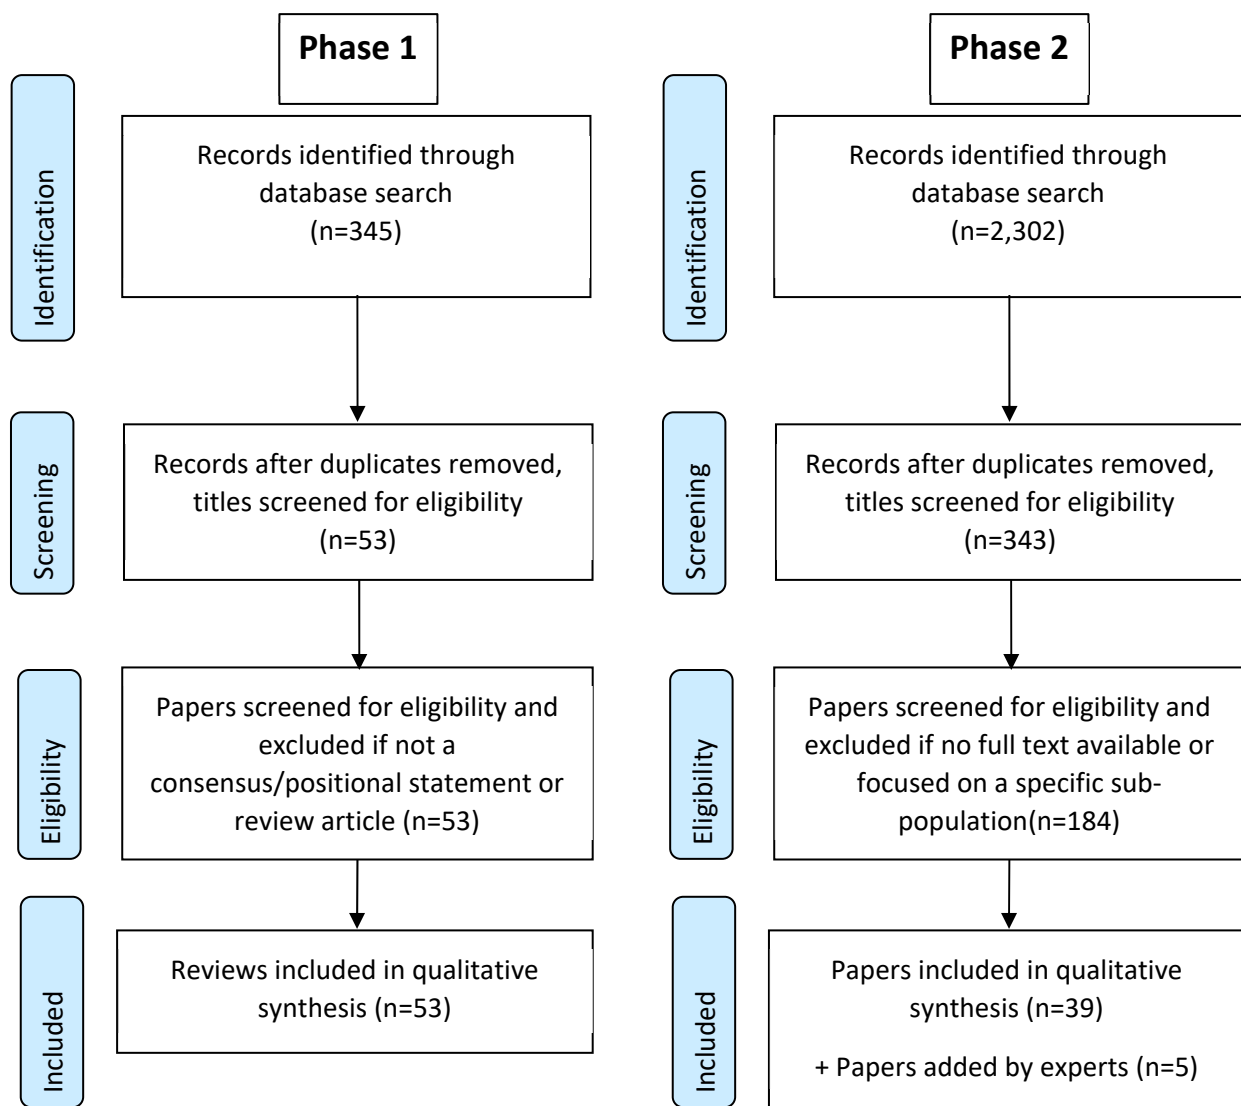 Phase 1
Identification
Records identified through
database search
(n=345)
Screening
Records after duplicates removed,
titles screened for eligibility
(n=53)
Eligibility
Papers screened for eligibility and
excluded if not a
consensus/positional statement or
review article (n=53)
Included
Reviews included in qualitative
synthesis (n=53)
Phase 2
Identification
Records identified through
database search
(n=2,302)
Screening
Records after duplicates removed,
titles screened for eligibility
(n=343)
Eligibility
Papers screened for eligibility and
excluded if no full text available or
focused on a specific sub-
population(n=184)
Included
Papers included in qualitative
synthesis (n=39)
+ Papers added by experts (n=5)